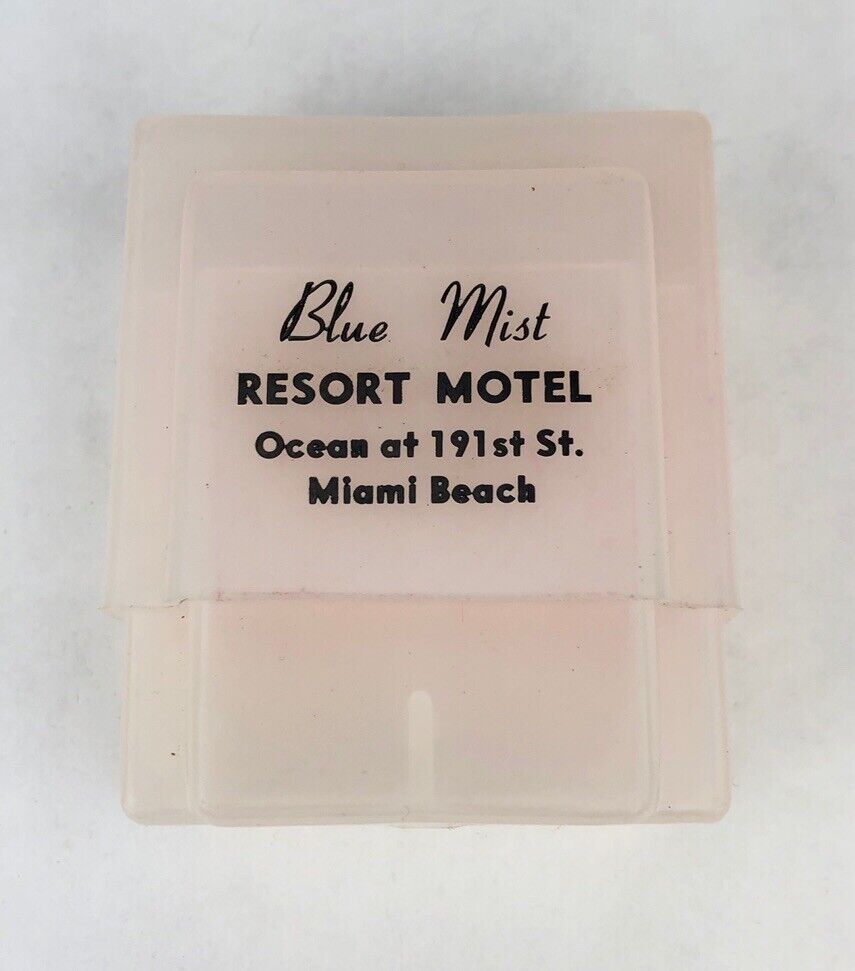 Blue Mist
RESORT MOTEL
Ocean at 191st St.
Miami Beach